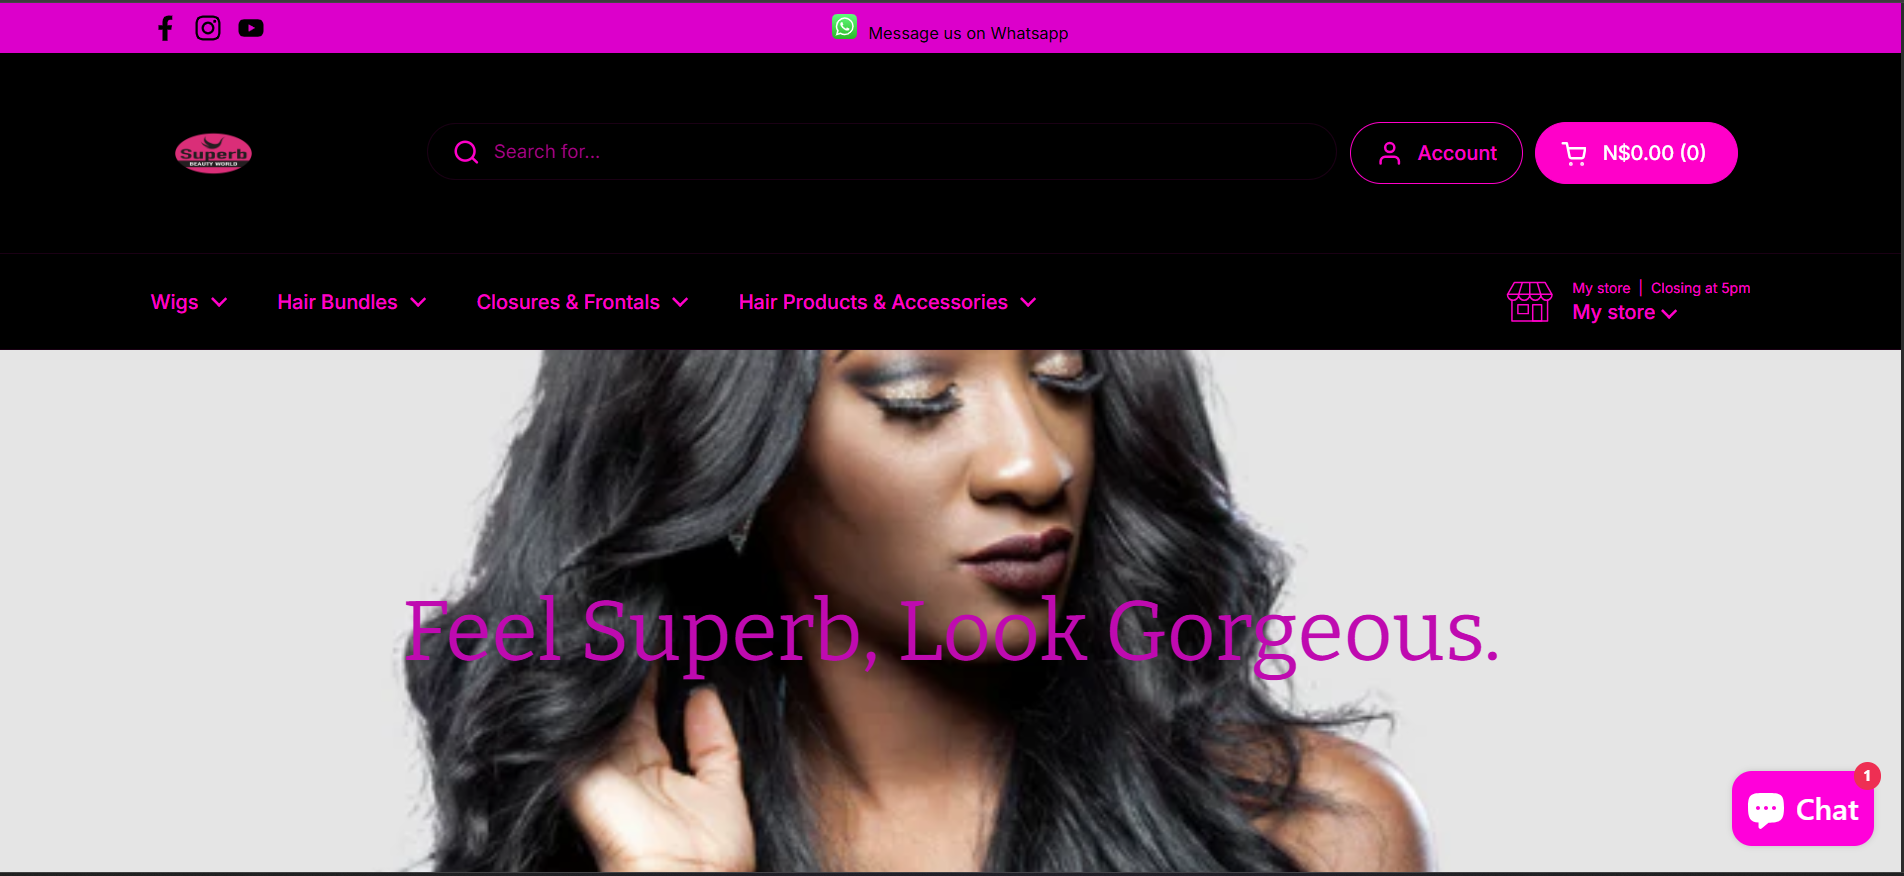 Message us on Whatsapp
Superb
BEAUTY WORLD
Search for...
Account
N$0.00 (0)
Wigs
Hair Bundles
Closures & Frontals
Hair Products & Accessories
My store | Closing at 5pm
My store
Feel Superb, Look Gorgeous.
1
Chat